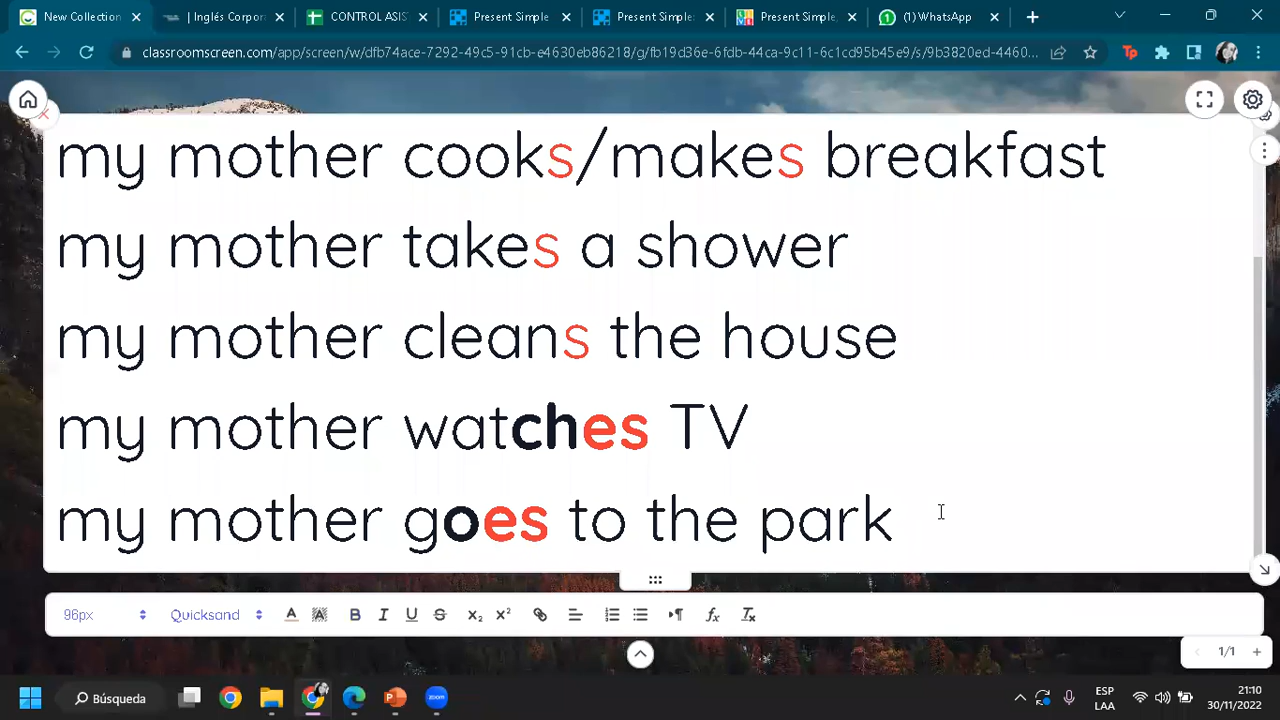 New Collection
| Inglés Corpor
CONTROL ASIS
Present Simple
Present Simple:
Present Simple,
(1) WhatsApp
classroomscreen.com/app/screen/w/dfb74ace-7292-49c5-91cb-e4630eb86218/g/fb19d36e-6fdb-44ca-9c11-6c1cd95b45e9/s/9b3820ed-4460...
my mother cooks/makes breakfast
my mother takes a shower
my mother cleans the house
my mother watches TV
my mother goes to the park
96px Quicksand
1/1
Búsqueda
zoom
ESP
LAA
21:10
30/11/2022